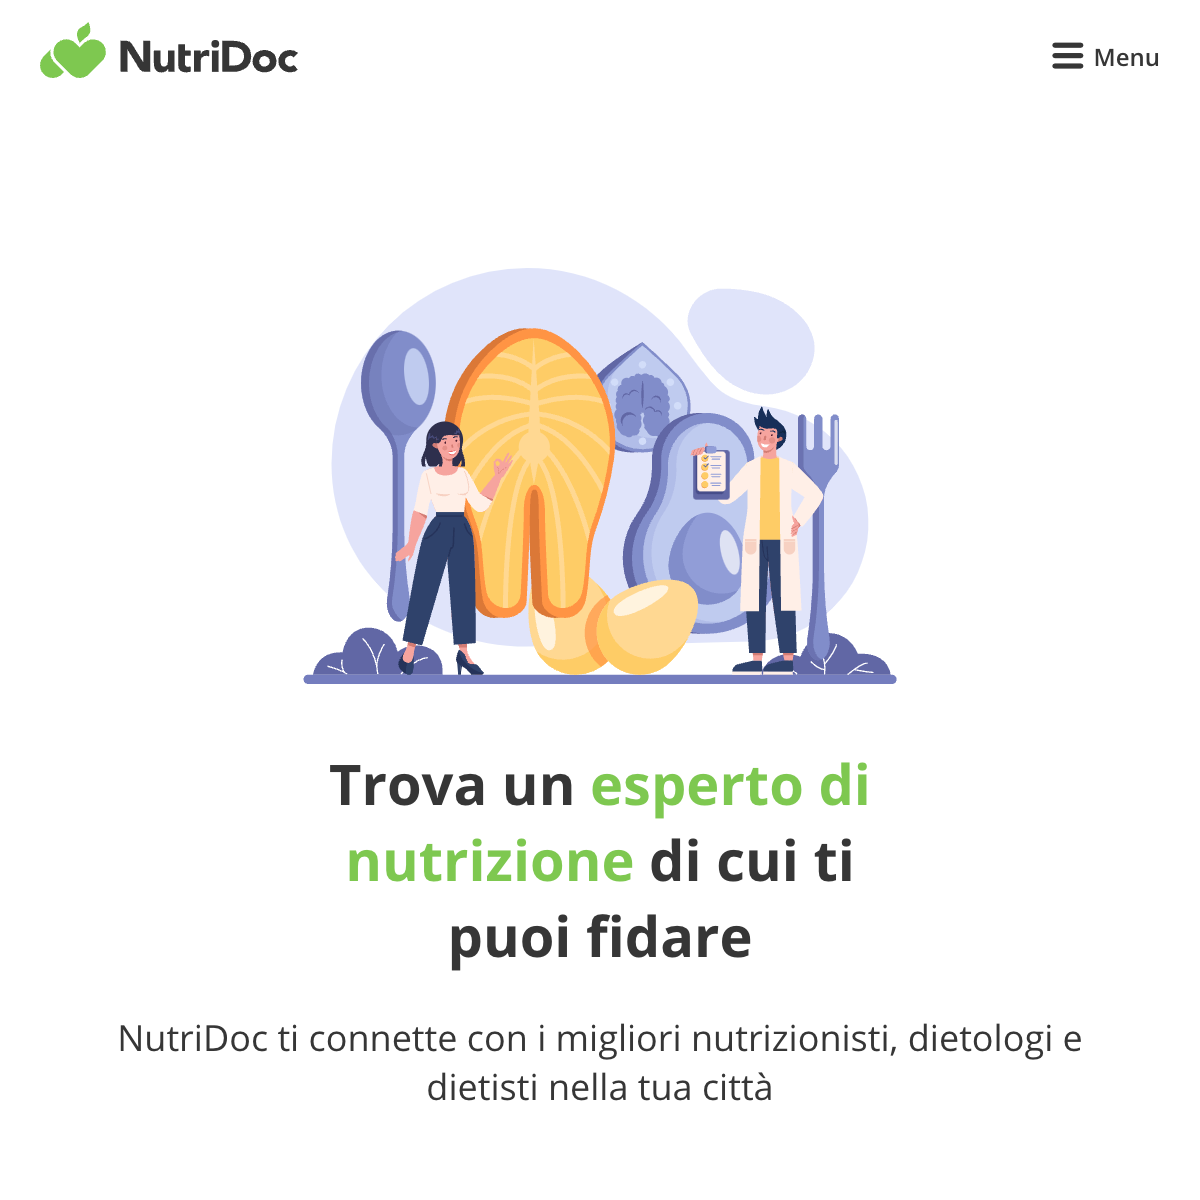 NutriDoc
Menu
Trova un esperto di
nutrizione di cui ti
puoi fidare
NutriDoc ti connette con i migliori nutrizionisti, dietologi e
dietisti nella tua città